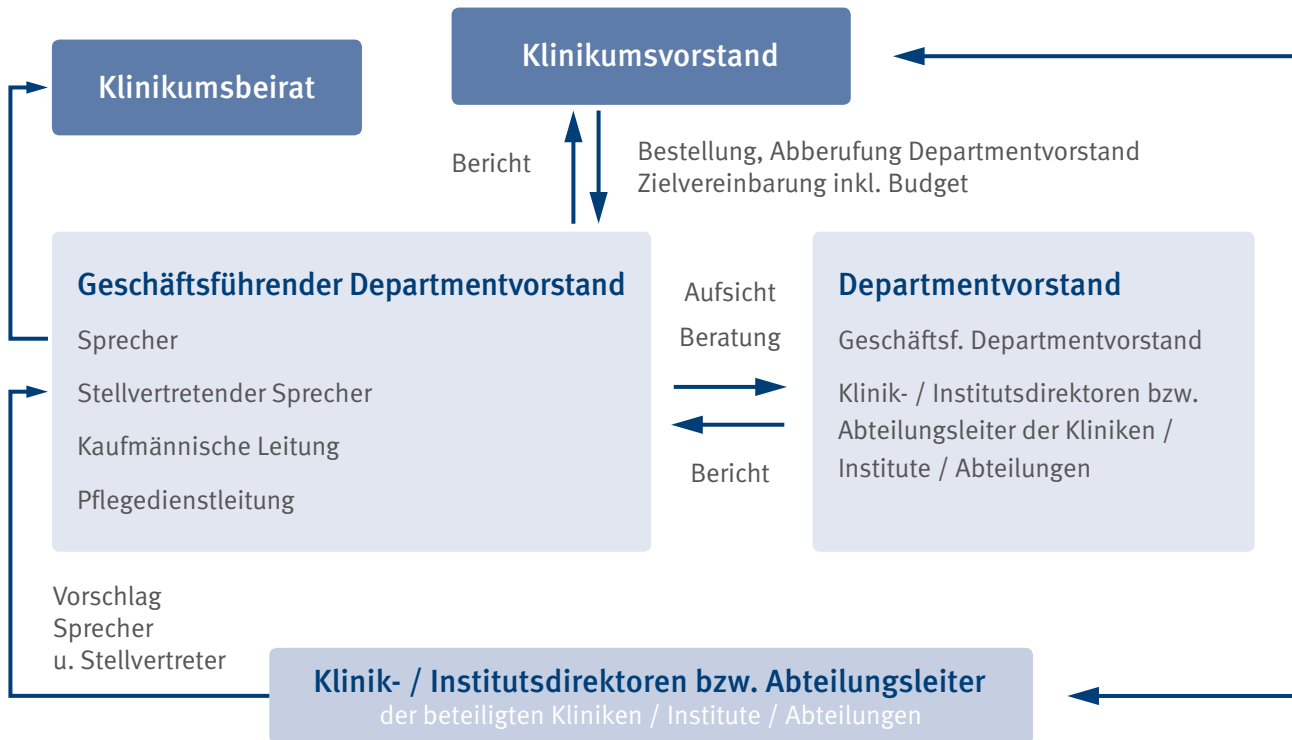 Klinikumsbeirat
Klinikumsvorstand
Bericht
Bestellung, Abberufung Departmentvorstand
Zielvereinbarung inkl. Budget
Geschäftsführender Departmentvorstand
Sprecher
Stellvertretender Sprecher
Kaufmännische Leitung
Pflegedienstleitung
Aufsicht
Beratung
Bericht
Departmentvorstand
Geschäftsf. Departmentvorstand
Klinik- / Institutsdirektoren bzw.
Abteilungsleiter der Kliniken /
Institute / Abteilungen
Vorschlag
Sprecher
u. Stellvertreter
Klinik- / Institutsdirektoren bzw. Abteilungsleiter
der beteiligten Kliniken / Institute / Abteilungen